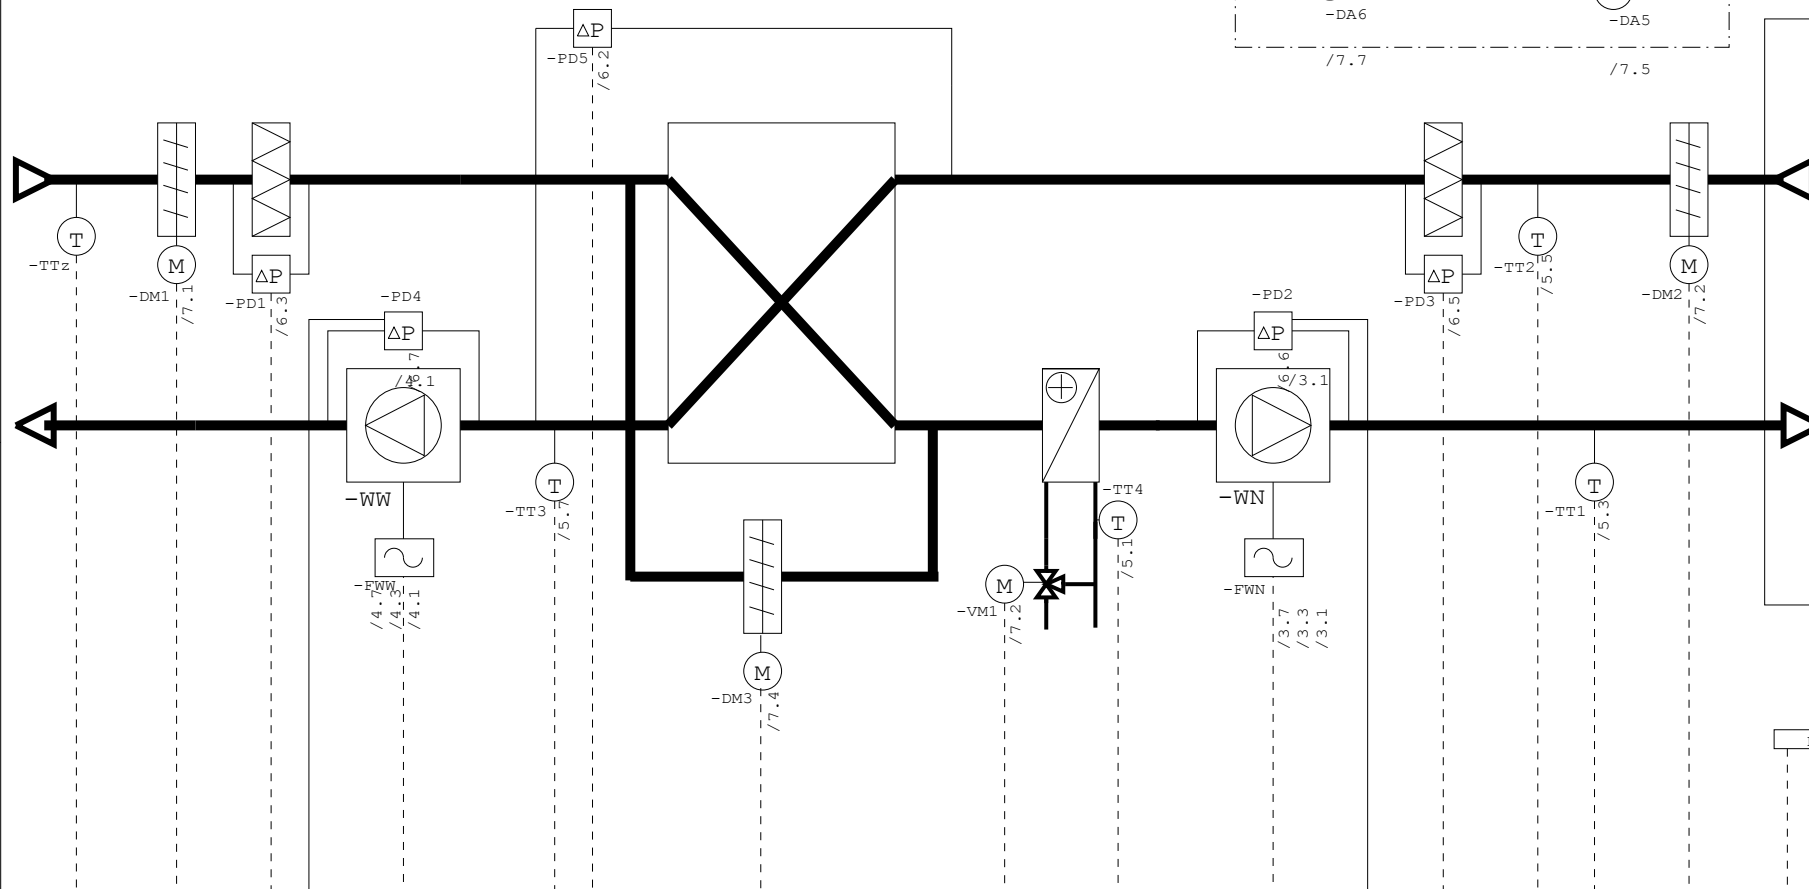 -DA6
-DA5
/7.7
/7.5
ΔP
-PD5
/6.2
T
-TTz
M
-DM1
/7.1
ΔP
-PD1
/6.3
-PD4
ΔP
/6.7
/4.1
-WW
-FWW
/4.7
/4.3
/4.1
T
-TT3
/5.7
M
-DM3
/7.4
M
-VM1
/7.2
-TT4
T
/5.1
-PD2
ΔP
/6.6
/3.1
-WN
-FWN
/3.7
/3.3
/3.1
ΔP
-PD3
/6.5
T
-TT2
/5.5
M
-DM2
/7.2
T
-TT1
/5.3